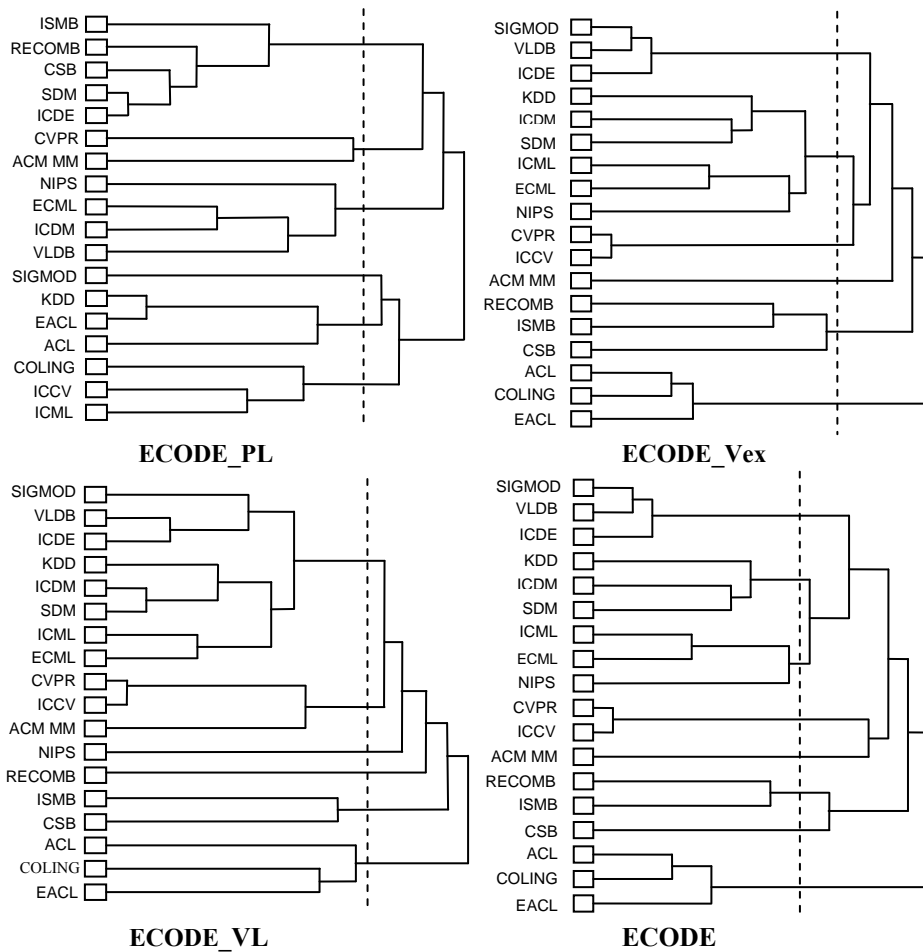 ISMB
RECOMB
CSB
SDM
ICDE
CVPR
ACM MM
NIPS
ECML
ICDM
VLDB
SIGMOD
KDD
EACL
ACL
COLING
ICCV
ICML
ECODE_PL
SIGMOD
VLDB
ICDE
KDD
ICDM
SDM
ICML
ECML
NIPS
CVPR
ICCV
ACM MM
RECOMB
ISMB
CSB
ACL
COLING
EACL
ECODE_Vex
SIGMOD
VLDB
ICDE
KDD
ICDM
SDM
ICML
ECML
CVPR
ICCV
ACM MM
NIPS
RECOMB
ISMB
CSB
ACL
COLING
EACL
ECODE_VL
SIGMOD
VLDB
ICDE
KDD
ICDM
SDM
ICML
ECML
NIPS
CVPR
ICCV
ACM MM
RECOMB
ISMB
CSB
ACL
COLING
EACL
ECODE